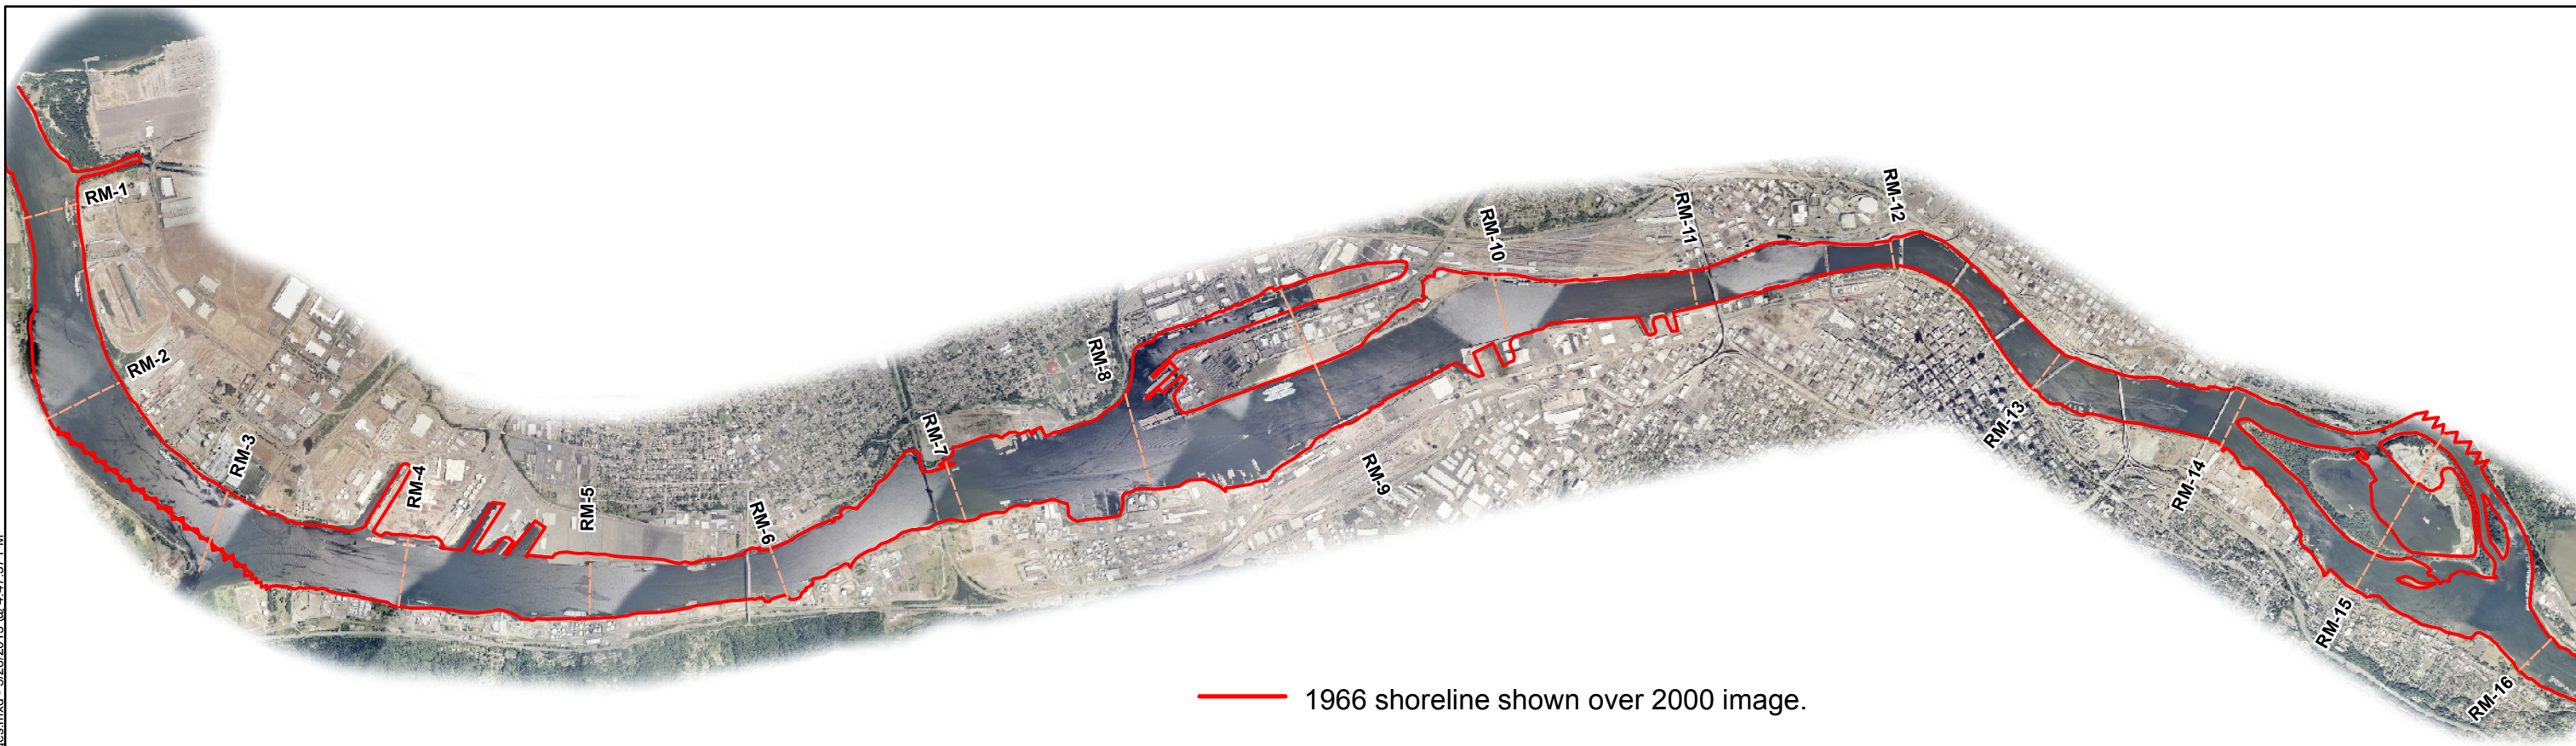 RM-1
RM-2
RM-3
RM-4
RM-5
RM-6
RM-7
RM-8
RM-9
RM-10
RM-11
RM-12
RM-13
RM-14
RM-15
RM-16
1966 shoreline shown over 2000 image.